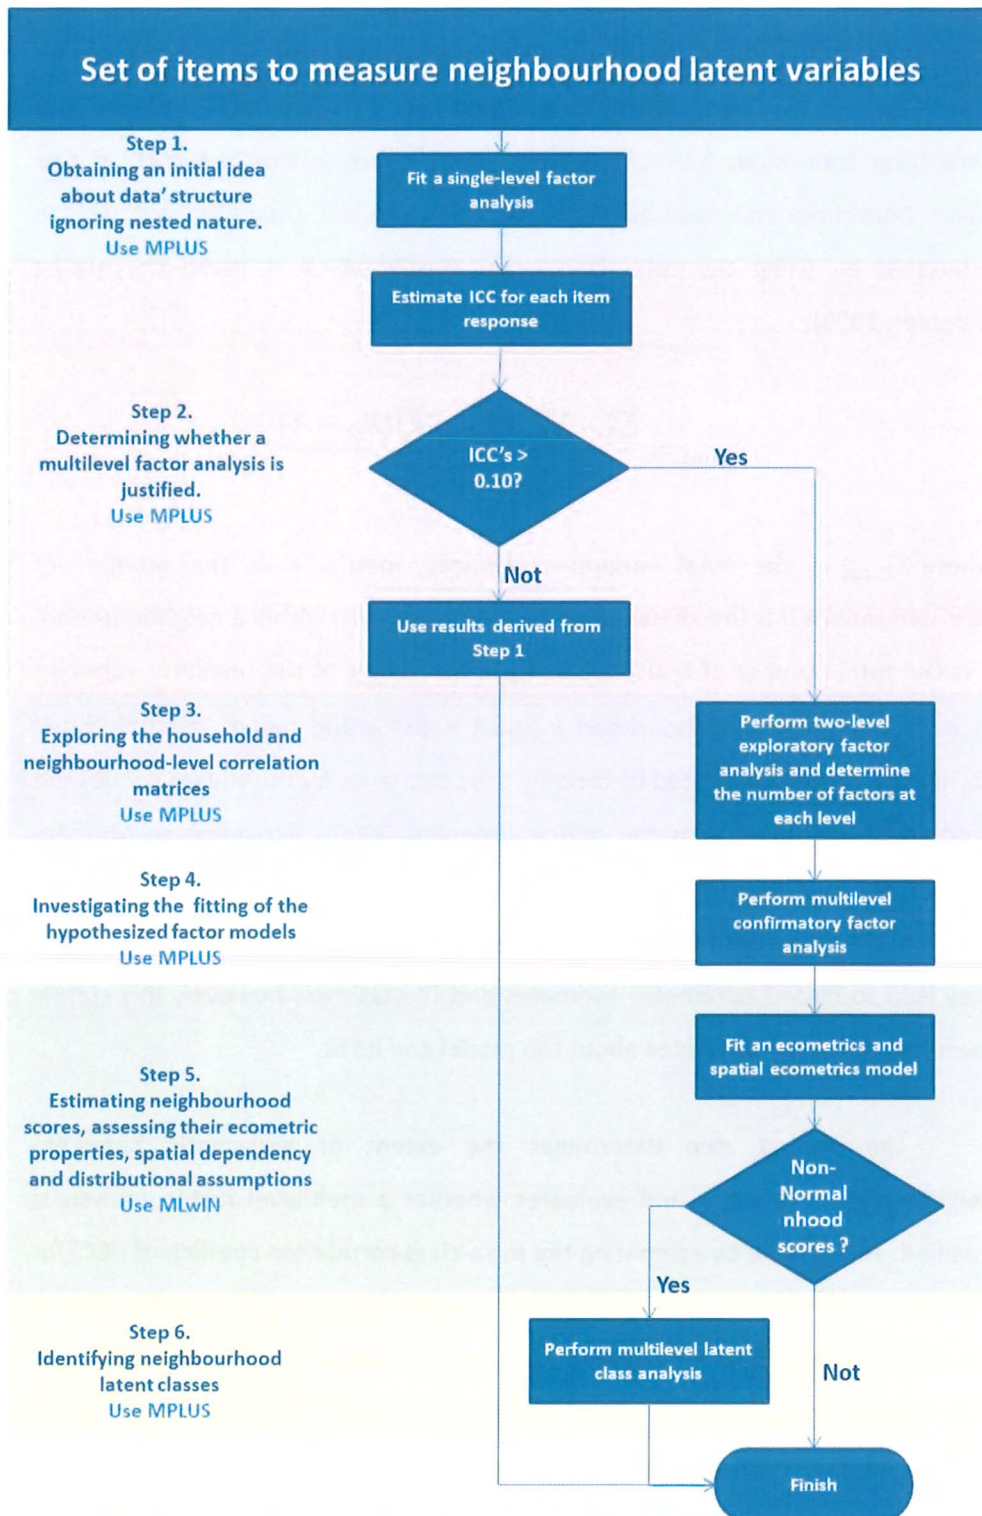 Set of items to measure neighbourhood latent variables
Step 1.
Obtaining an initial idea
about data' structure
ignoring nested nature.
Use MPLUS
Fit a single-level factor
analysis
Estimate ICC for each item
response
Step 2.
Determining whether a
multilevel factor analysis is
justified.
Use MPLUS
ICC's >
0.10?
Yes
Not
Use results derived from
Step 1
Step 3.
Exploring the household and
neighbourhood-level correlation
matrices
Use MPLUS
Perform two-level
exploratory factor
analysis and determine
the number of factors at
each level
Step 4.
Investigating the fitting of the
hypothesized factor models
Use MPLUS
Perform multilevel
confirmatory factor
analysis
Step 5.
Estimating neighbourhood
scores, assessing their ecometric
properties, spatial dependency
and distributional assumptions
Use MLwIN
Fit an ecometrics and
spatial ecometrics model
Non-
Normal
nhood
scores ?
Yes
Not
Step 6.
Identifying neighbourhood
latent classes
Use MPLUS
Perform multilevel latent
class analysis
Finish